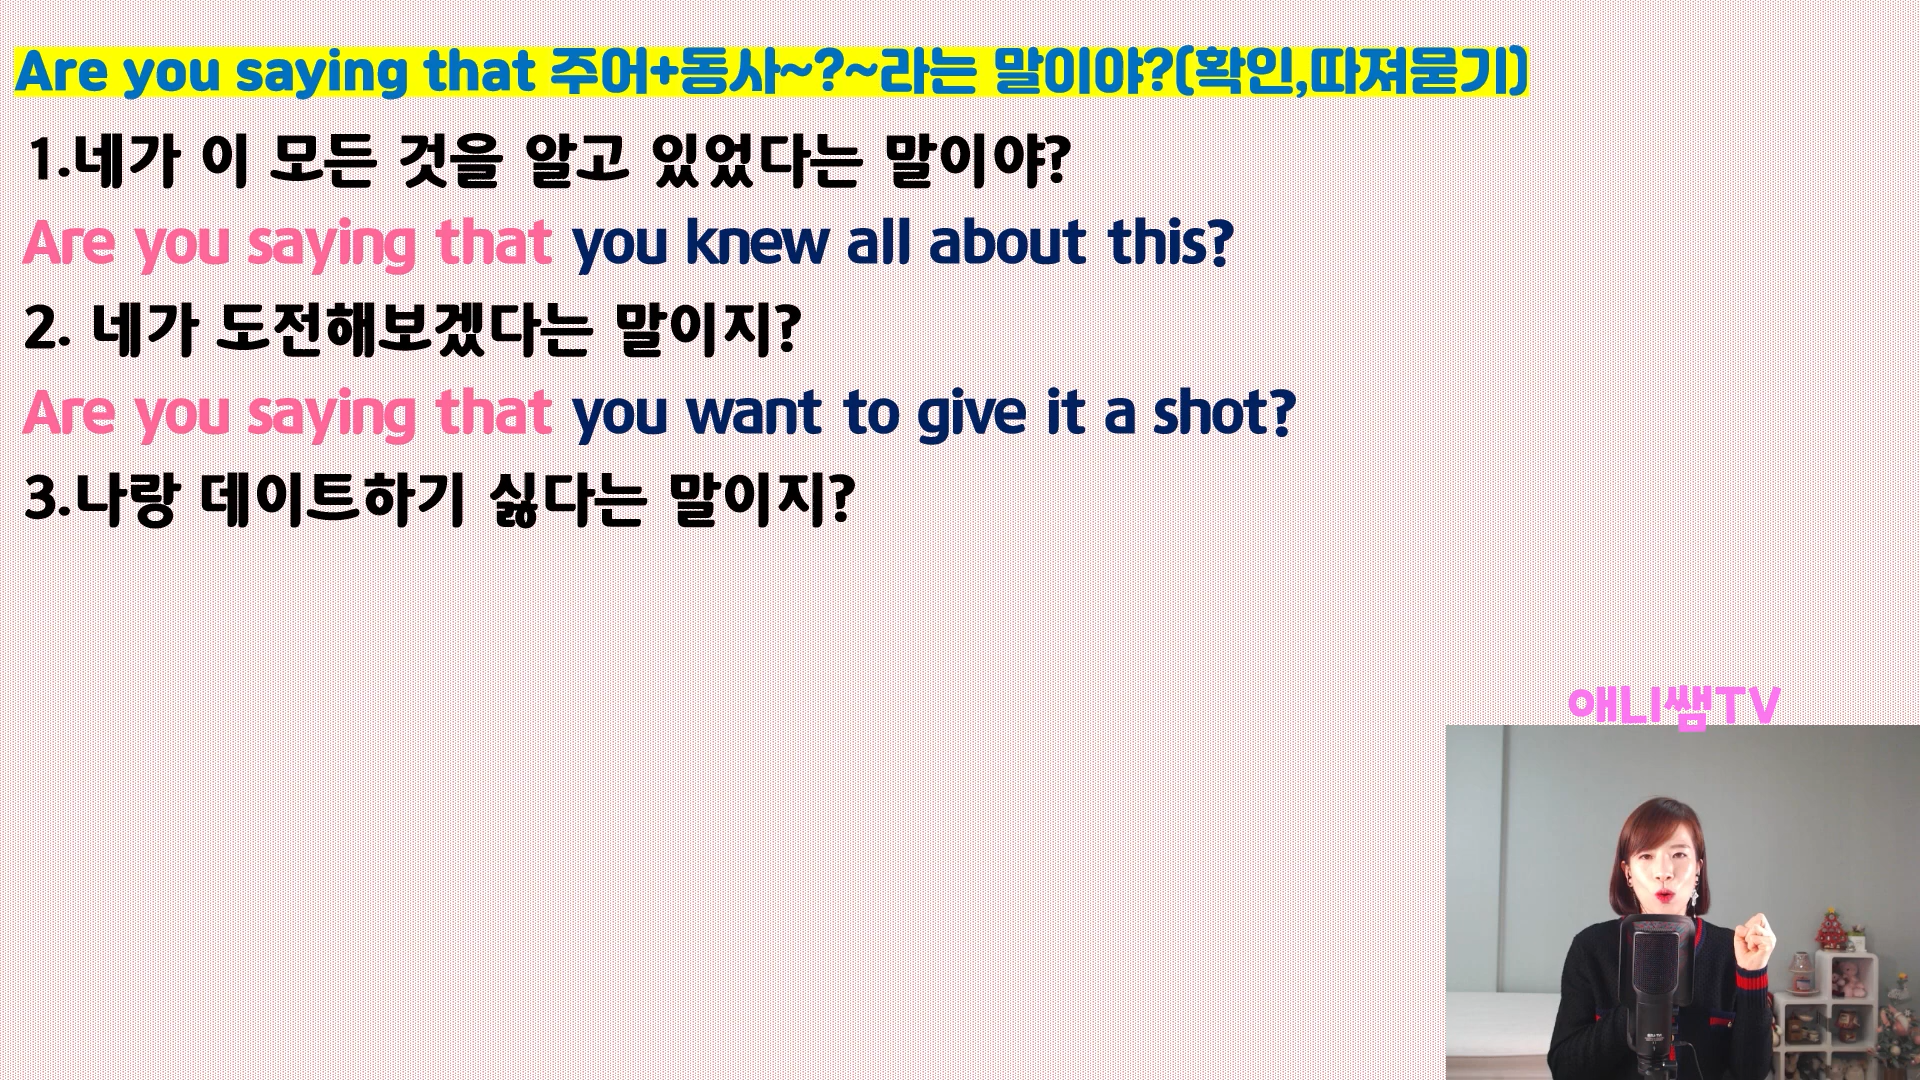 Are you saying that 주어+동사~?~라는 말이야?(확인,따져묻기)
1.네가 이 모든 것을 알고 있었다는 말이야?
Are you saying that you knew all about this?
2. 네가 도전해보겠다는 말이지?
Are you saying that you want to give it a shot?
3.나랑 데이트하기 싫다는 말이지?
애니쌤TV